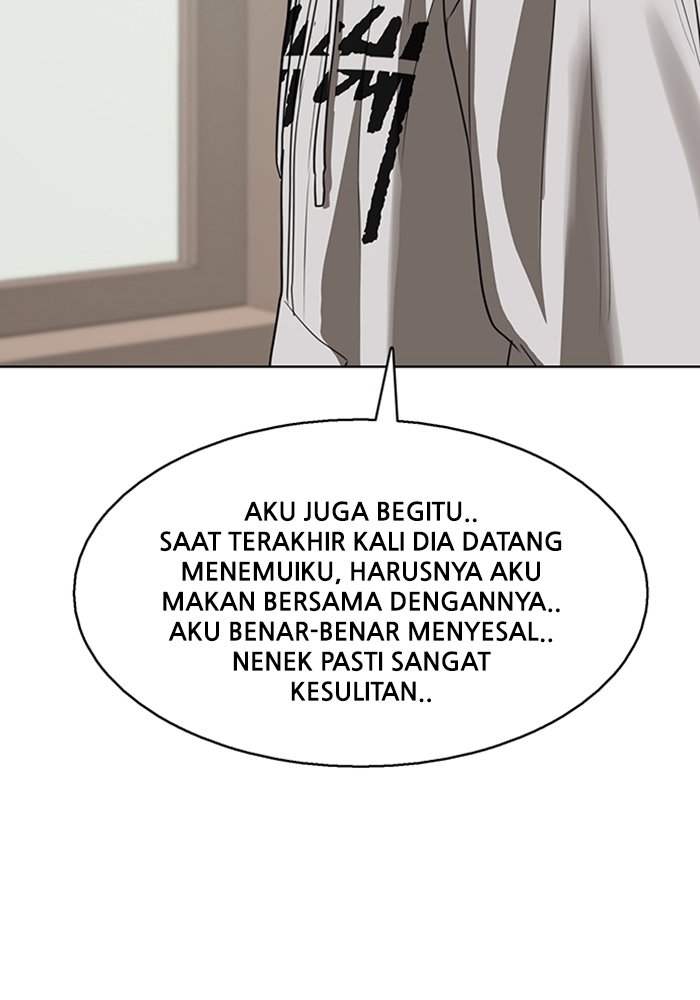 AKU JUGA BEGITU..
SAAT TERAKHIR KALI DIA DATANG
MENEMUIKU, HARUSNYA AKU
MAKAN BERSAMA DENGANNYA..
AKU BENAR-BENAR MENYESAL..
NENEK PASTI SANGAT
KESULITAN..